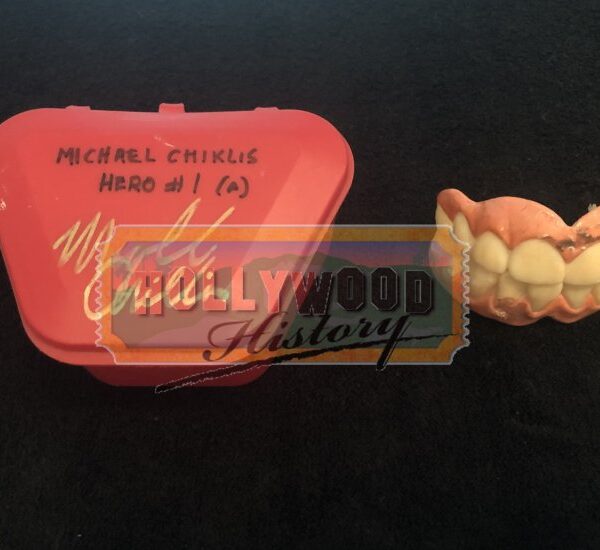 MICHAEL CHIKLIS
HERO #1 (A)
HOLLYWOOD
History